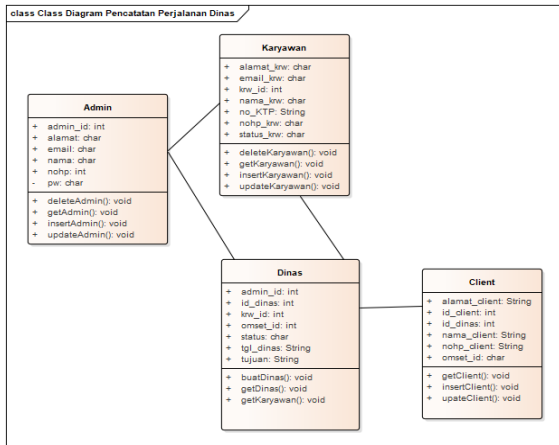 class Class Diagram Pencatatan Perjalanan Dinas
Karyawan
+ alamat_krw: char
+ email_krw: char
+ krw_id: int
+ nama_krw: char
+ no_KTP: String
+ nohp_krw: char
+ status_krw: char
+ deleteKaryawan(): void
+ getKaryawan(): void
+ insertKaryawan(): void
+ updateKaryawan(): void
Admin
+ admin_id: int
+ alamat: char
+ email: char
+ nama: char
+ nohp: int
- pw: char
+ deleteAdmin(): void
+ getAdmin(): void
+ insertAdmin(): void
+ updateAdmin(): void
Dinas
+ admin_id: int
+ id_dinas: int
+ krw_id: int
+ omset_id: int
+ status: char
+ tgl_dinas: String
+ tujuan: String
+ buatDinas(): void
+ getDinas(): void
+ getKaryawan(): void
Client
+ alamat_client: String
+ id_client: int
+ id_dinas: int
+ nama_client: String
+ nohp_client: String
+ omset_id: char
+ getClient(): void
+ insertClient(): void
+ upateClient(): void